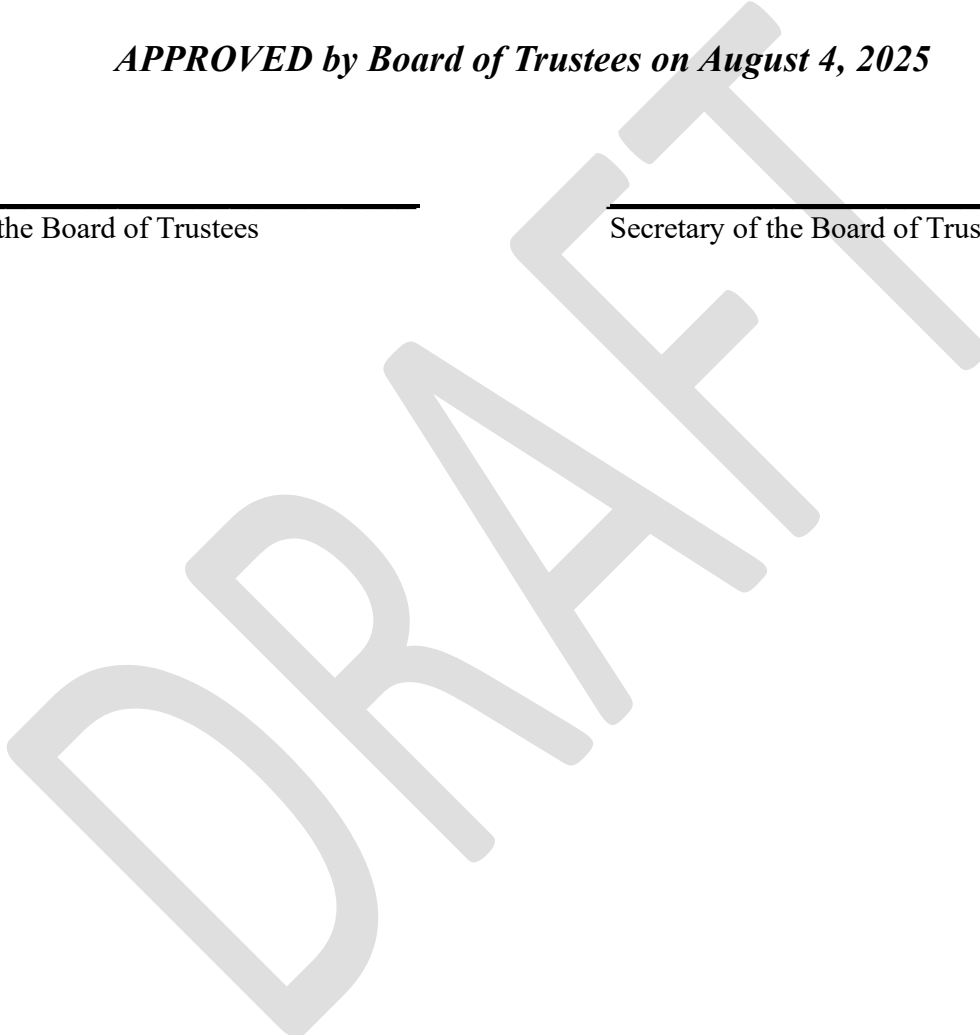 APPROVED by Board of Trustees on August 4, 2025
the Board of Trustees
Secretary of the Board of Trus
DRAFT